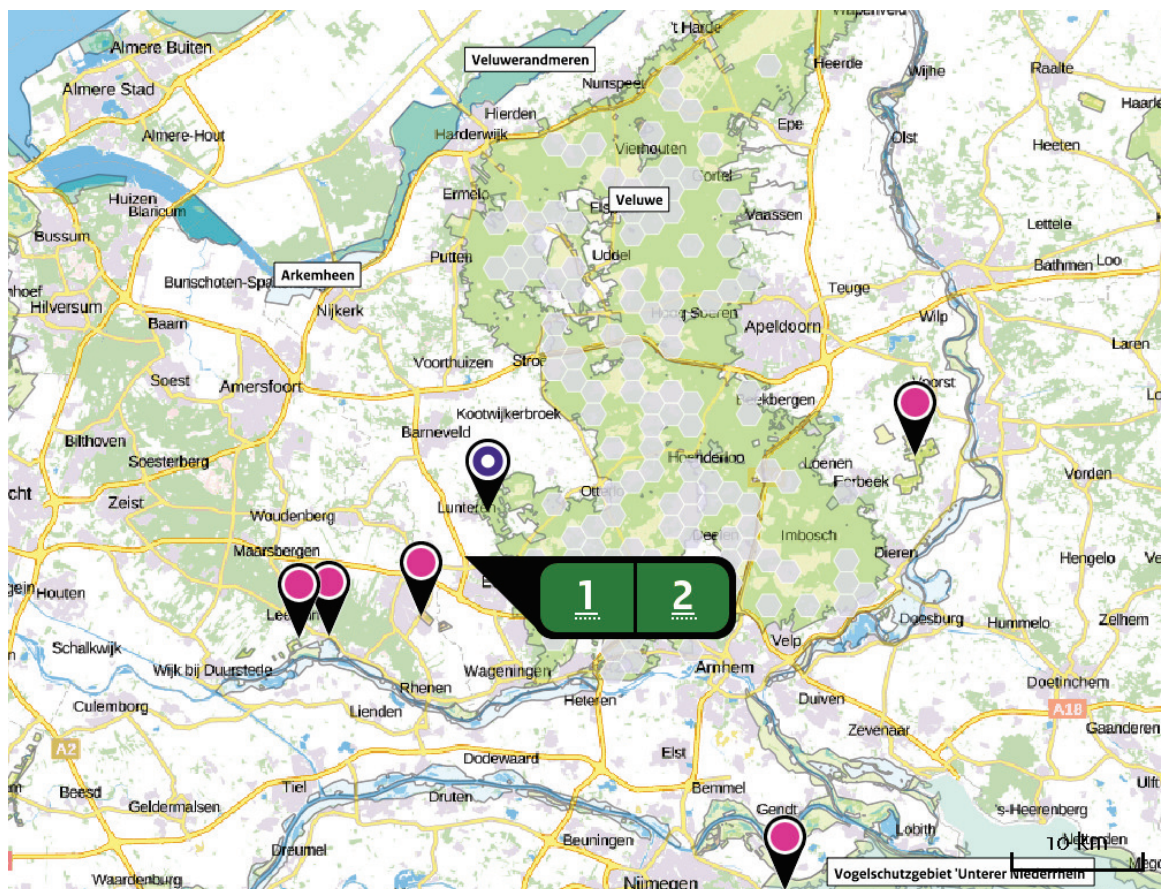 't Harde
Almere Buiten
Veluwerandmeren
Heerde
Wijhe
Raalte
Almere Stad
Nunspeet
Hierden
Almere-Hout
Harderwijk
Epe
Olst
Heeten
Vierhouten
Gortel
Huizen
Blaricum
Ermelo
Veluwe
Vaassen
Lettele
Bussum
Putten
Uddel
Bathmen
Loo
Arkemheen
Bunschoten-Spa
Hilversum
Nijkerk
Teuge
Wilp
Baarn
Hoog-Soeren
Apeldoorn
Laren
Voorthuizen
Stroe
Soest
Amersfoort
Voorst
Beekbergen
Kootwijkerbroek
Barneveld
Bilthoven
Soesterberg
Hoenderloo
Loenen
Eerbeek
Vorden
Zeist
Lunteren
Otterlo
Woudenberg
Deelen
Imbosch
Maarsbergen
Dieren
Hengelo
Houten
1
2
Doesburg
Hummelo
Zelhem
Schalkwijk
Velp
Wijk bij Duurstede
Wageningen
Arnhem
Rhenen
Heteren
Duiven
Doetinchem
Culemborg
Lienden
A18
Zevenaar
Gaanderen
A2
Elst
Dodewaard
Beesd
Tiel
Bemmel
Geldermalsen
Druten
Gendt
's-Heerenberg
Lobith
Beuningen
10 km
Dreumel
Waardenburg
Nijmegen
Vogelschutzgebiet 'Unterer Niederrhein'